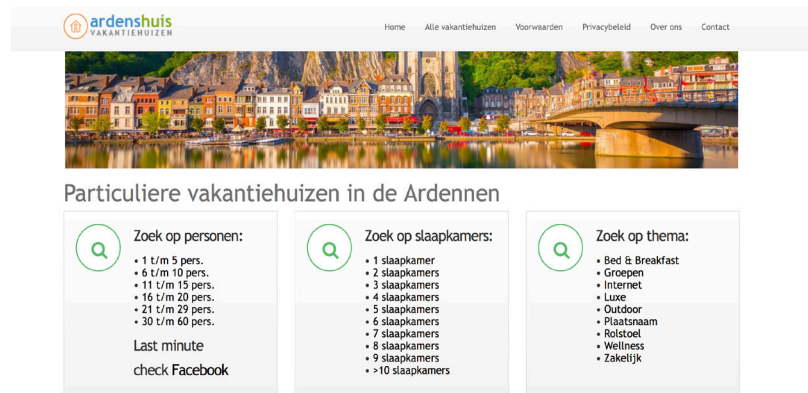 ardenshuis
VAKANTIEHUIZEN
Home Alle vakantiehuizen Voorwaarden Privacybeleid Over ons Contact
Particuliere vakantiehuizen in de Ardennen
Zoek op personen:
• 1 t/m 5 pers.
• 6 t/m 10 pers.
• 11 t/m 15 pers.
• 16 t/m 20 pers.
• 21 t/m 29 pers.
• 30 t/m 60 pers.
Last minute
check Facebook
Zoek op slaapkamers:
• 1 slaapkamer
• 2 slaapkamers
• 3 slaapkamers
• 4 slaapkamers
• 5 slaapkamers
• 6 slaapkamers
• 7 slaapkamers
• 8 slaapkamers
• 9 slaapkamers
• >10 slaapkamers
Zoek op thema:
• Bed & Breakfast
• Groepen
• Internet
• Luxe
• Outdoor
• Plaatsnaam
• Rolstoel
• Wellness
• Zakelijk